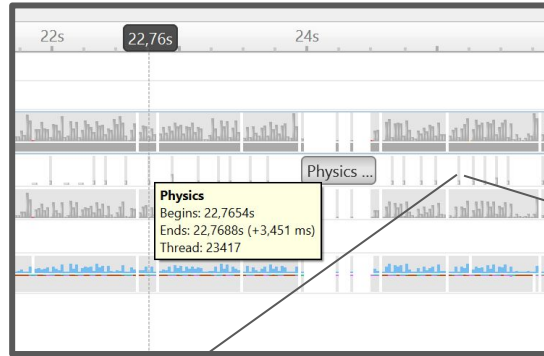 22s
22,76s
24s
Physics ...
Physics
Begins: 22,7654s
Ends: 22,7688s (+3,451 ms)
Thread: 23417